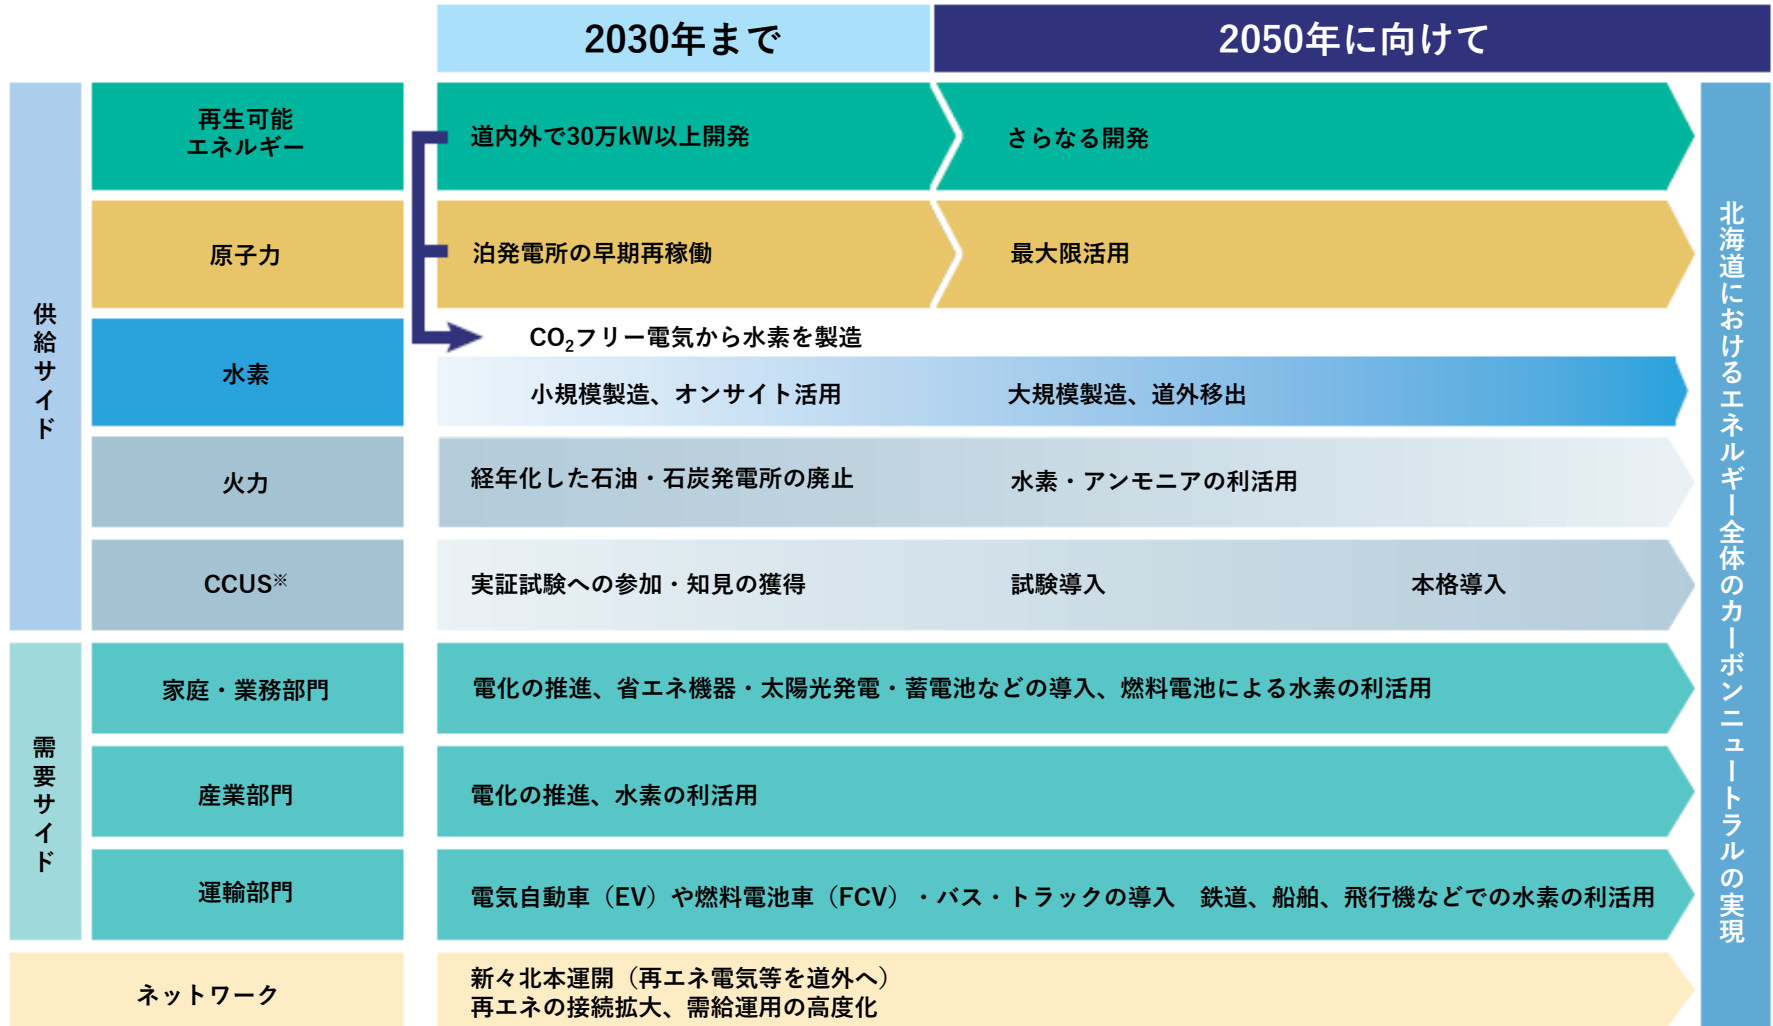 2030年まで
2050年に向けて
供給サイド
再生可能
エネルギー
道内外で30万kW以上開発
さらなる開発
原子力
泊発電所の早期再稼働
最大限活用
水素
CO₂フリー電気から水素を製造
小規模製造、オンサイト活用
大規模製造、道外移出
火力
経年化した石油・石炭発電所の廃止
水素・アンモニアの利活用
CCUS※
実証試験への参加・知見の獲得
試験導入
本格導入
需要サイド
家庭・業務部門
電化の推進、省エネ機器・太陽光発電・蓄電池などの導入、燃料電池による水素の利活用
産業部門
電化の推進、水素の利活用
運輸部門
電気自動車（EV）や燃料電池車（FCV）・バス・トラックの導入　鉄道、船舶、飛行機などでの水素の利活用
ネットワーク
新々北本運開（再エネ電気等を道外へ）
再エネの接続拡大、需給運用の高度化
北海道におけるエネルギー全体のカーボンニュートラルの実現